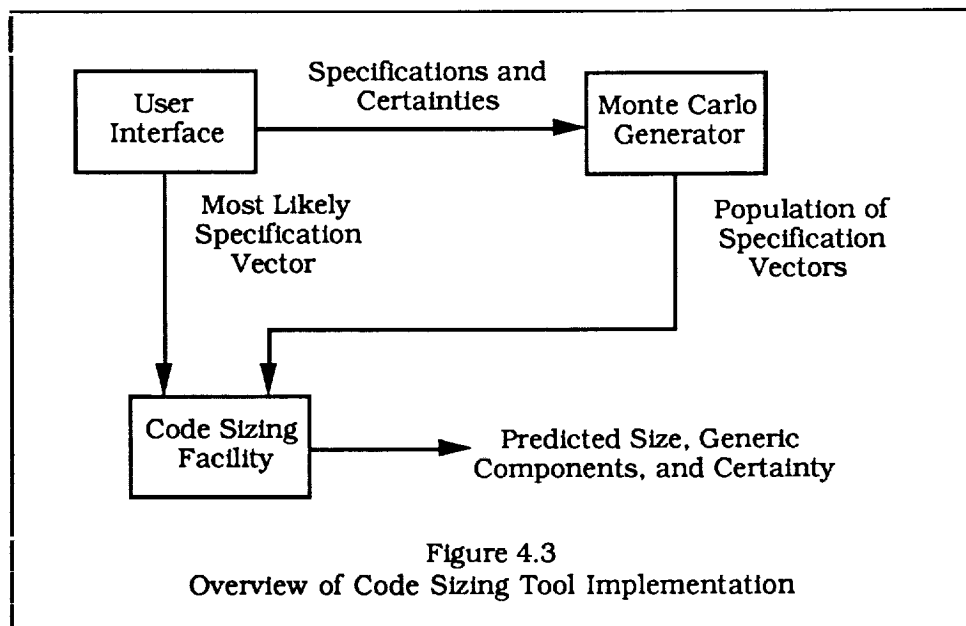 Specifications and
Certainties
User
Interface
Monte Carlo
Generator
Most Likely
Specification
Vector
Population of
Specification
Vectors
Code Sizing
Facility
Predicted Size, Generic
Components, and Certainty
Figure 4.3
Overview of Code Sizing Tool Implementation